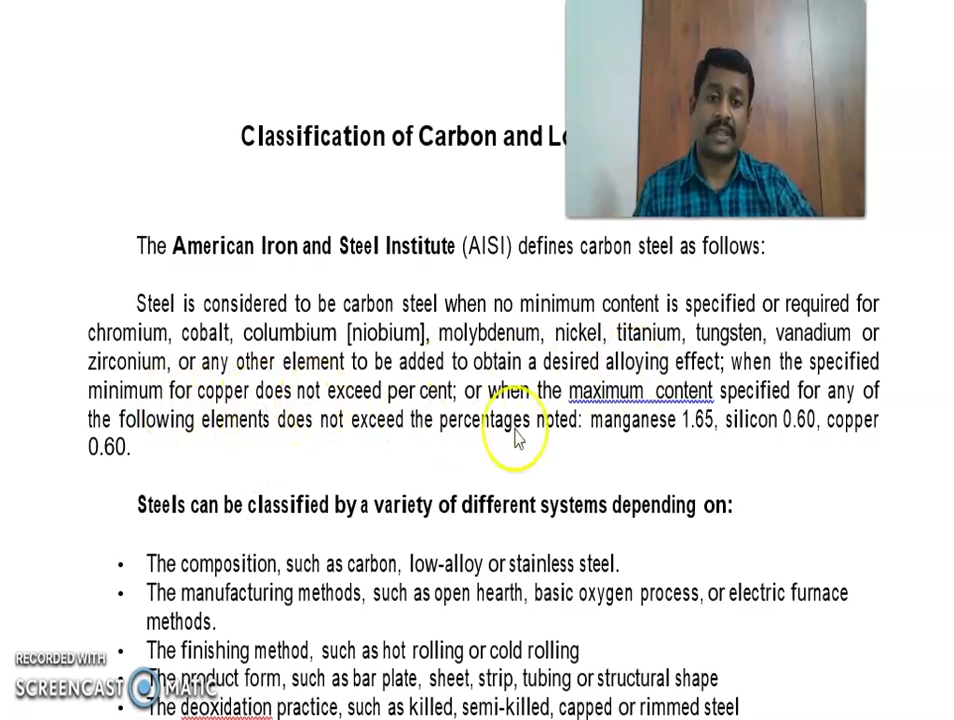 Classification of Carbon and Lo
The American Iron and Steel Institute (AISI) defines carbon steel as follows:
Steel is considered to be carbon steel when no minimum content is specified or required for
chromium, cobalt, columbium [niobium], molybdenum, nickel, titanium, tungsten, vanadium or
zirconium, or any other element to be added to obtain a desired alloying effect; when the specified
minimum for copper does not exceed per cent; or when the maximum content specified for any of
the following elements does not exceed the percentages noted: manganese 1.65, silicon 0.60, copper
0.60.
Steels can be classified by a variety of different systems depending on:
• The composition, such as carbon, low-alloy or stainless steel.
• The manufacturing methods, such as open hearth, basic oxygen process, or electric furnace
methods.
• The finishing method, such as hot rolling or cold rolling
The product form, such as bar plate, sheet, strip, tubing or structural shape
The deoxidation practice, such as killed, semi-killed, capped or rimmed steel
RECORDED WITH
SCREENCAST MATIC